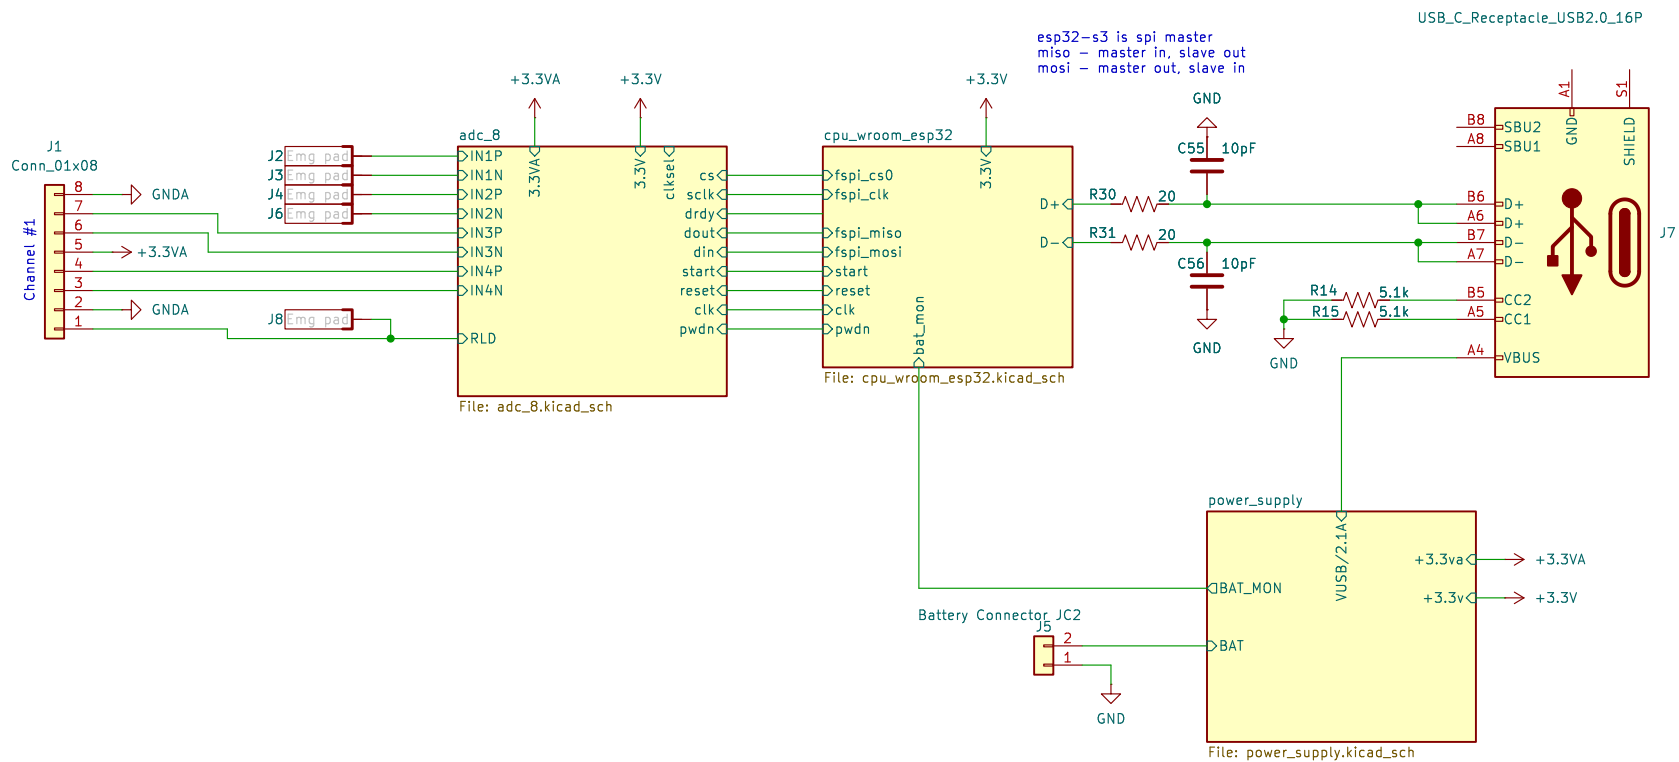 USB_C_Receptacle_USB2.0_16P
esp32-s3 is spi master
miso - master in, slave out
mosi - master out, slave in
J1
Conn_01x08
Channel #1
8
7
6
5
4
3
2
1
GNDA
+3.3VA
GNDA
J2 Emg pad
J3 Emg pad
J4 Emg pad
J6 Emg pad
J8 Emg pad
+3.3VA
+3.3V
adc_8
IN1P
IN1N
IN2P
IN2N
IN3P
IN3N
IN4P
IN4N
RLD
3.3VA
3.3V
clksel
cs
sclk
drdy
dout
din
start
reset
clk
pwdn
File: adc_8.kicad_sch
+3.3V
cpu_wroom_esp32
fspi_cs0
fspi_clk
fspi_miso
fspi_mosi
start
reset
clk
pwdn
3.3V
bat_mon
D+
D-
File: cpu_wroom_esp32.kicad_sch
GND
C55 10pF
R30 20
R31 20
C56 10pF
GND
R14 5.1k
R15 5.1k
GND
A1
S1
GND
SHIELD
B8 SBU2
A8 SBU1
B6 D+
A6 D+
B7 D-
A7 D-
B5 CC2
A5 CC1
A4 VBUS
J7
power_supply
VUSB/2.1A
+3.3va
+3.3v
+3.3VA
+3.3V
BAT_MON
BAT
File: power_supply.kicad_sch
Battery Connector JC2
J5
2
1
GND